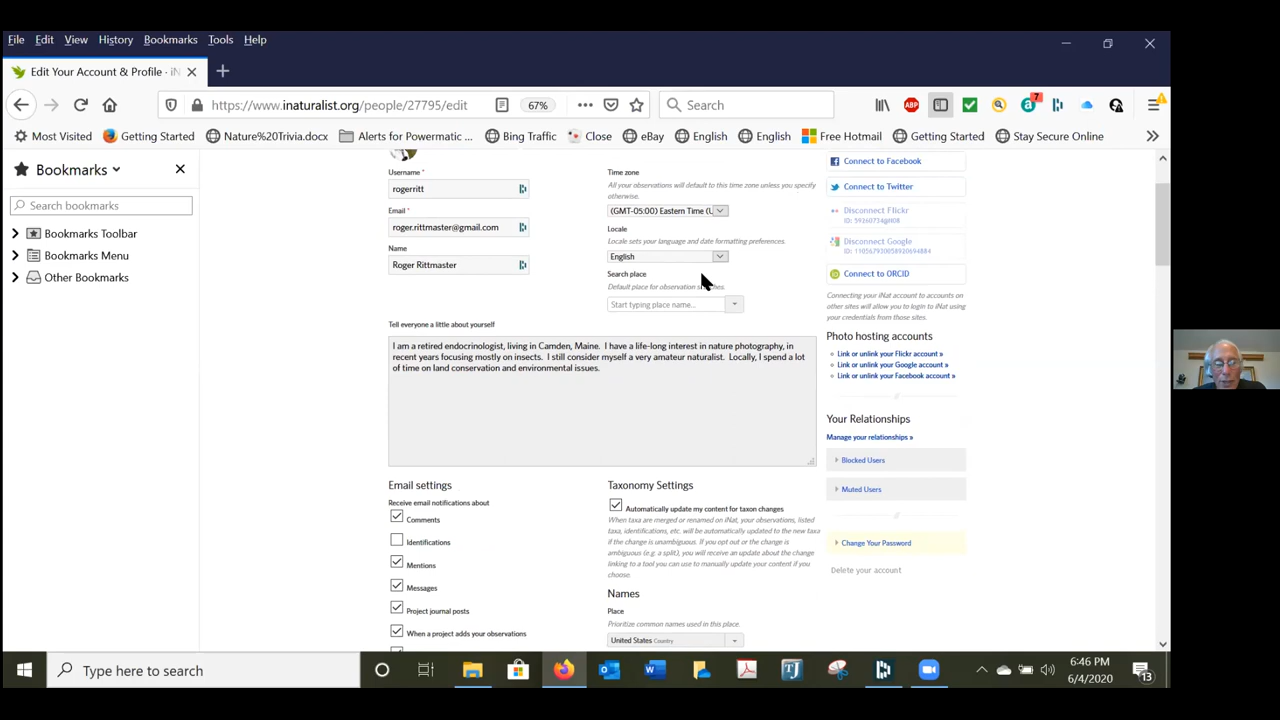 File Edit View History Bookmarks Tools Help
Edit Your Account & Profile · iN
https://www.inaturalist.org/people/27795/edit
67%
Search
7
Most Visited
Getting Started
Nature%20Trivia.docx
Alerts for Powermatic ...
Bing Traffic
Close
eBay
English
English
Free Hotmail
Getting Started
Stay Secure Online
Bookmarks
Search bookmarks
Bookmarks Toolbar
Bookmarks Menu
Other Bookmarks
Username *
rogerritt
Email *
roger.rittmaster@gmail.com
Name
Roger Rittmaster
Time zone
All your observations will default to this time zone unless you specify
otherwise.
(GMT-05:00) Eastern Time (U
Locale
Locale sets your language and date formatting preferences.
English
Search place
Default place for observation
Start typing place name...
Tell everyone a little about yourself
I am a retired endocrinologist, living in Camden, Maine. I have a life-long interest in nature photography, in
recent years focusing mostly on insects. I still consider myself a very amateur naturalist. Locally, I spend a lot
of time on land conservation and environmental issues.
Email settings
Receive email notifications about
Comments
Identifications
Mentions
Messages
Project journal posts
When a project adds your observations
Taxonomy Settings
Automatically update my content for taxon changes
When taxa are merged or renamed on iNat, your observations, listed
taxa, identifications, etc. will be automatically updated to the new taxa
if the change is unambiguous. If you opt out or the change is
ambiguous (e.g. a split), you will receive an update about the change
linking to a tool you can use to manually update your content if you
choose.
Names
Place
Prioritize common names used in this place.
United States Country
Connect to Facebook
Connect to Twitter
Disconnect Flickr
Disconnect Google
Connect to ORCID
Connecting your iNat account to accounts on
other sites will allow you to login to iNat using
your credentials from those sites.
Photo hosting accounts
Link or unlink your Flickr account »
Link or unlink your Google account »
Link or unlink your Facebook account »
Your Relationships
Manage your relationships »
Blocked Users
Muted Users
Change Your Password
Delete your account
Type here to search
6:46 PM
6/4/2020
13